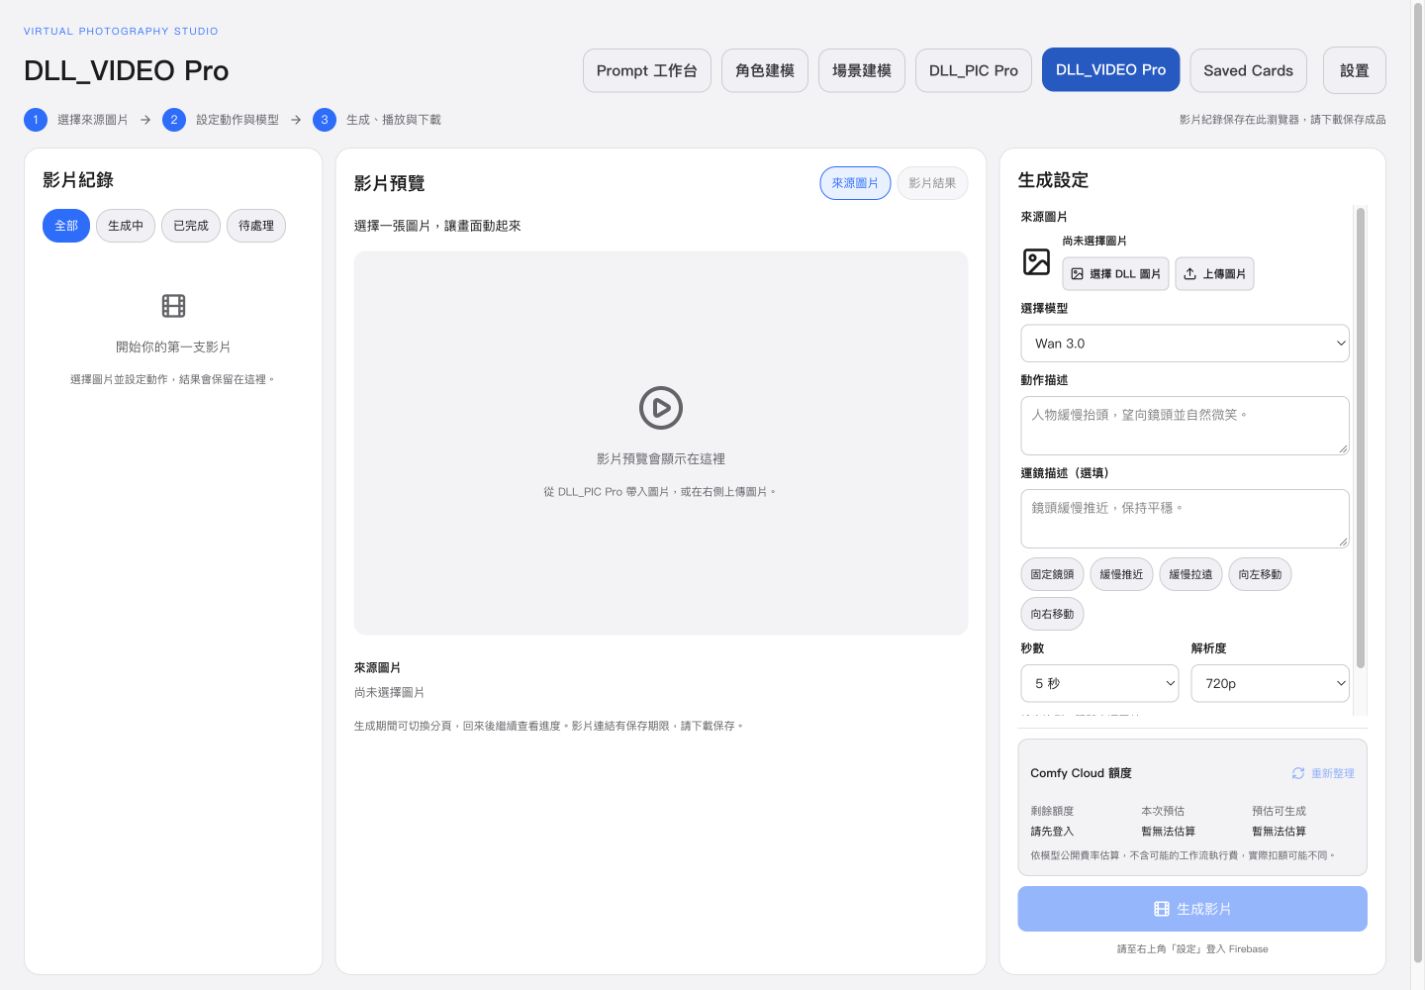 VIRTUAL PHOTOGRAPHY STUDIO
DLL_VIDEO Pro
Prompt 工作台
角色建模
場景建模
DLL_PIC Pro
DLL_VIDEO Pro
Saved Cards
設置
1 選擇來源圖片 → 2 設定動作與模型 → 3 生成、播放與下載
影片紀錄保存在此瀏覽器，請下載保存成品
影片紀錄
全部
生成中
已完成
待處理
開始你的第一支影片
選擇圖片並設定動作，結果會保留在這裡。
影片預覽
來源圖片
影片結果
選擇一張圖片，讓畫面動起來
影片預覽會顯示在這裡
從 DLL_PIC Pro 帶入圖片，或在右側上傳圖片。
來源圖片
尚未選擇圖片
生成期間可切換分頁，回來後繼續查看進度。影片連結有保存期限，請下載保存。
生成設定
來源圖片
尚未選擇圖片
選擇 DLL 圖片
上傳圖片
選擇模型
Wan 3.0
動作描述
人物緩慢抬頭，望向鏡頭並自然微笑。
運鏡描述（選填）
鏡頭緩慢推近，保持平穩。
固定鏡頭
緩慢推近
緩慢拉遠
向左移動
向右移動
秒數
解析度
5 秒
720p
Comfy Cloud 額度
重新整理
剩餘額度
本次預估
預估可生成
請先登入
暫無法估算
暫無法估算
依模型公開費率估算，不含可能的工作流執行費，實際扣額可能不同。
生成影片
請至右上角「設定」登入 Firebase